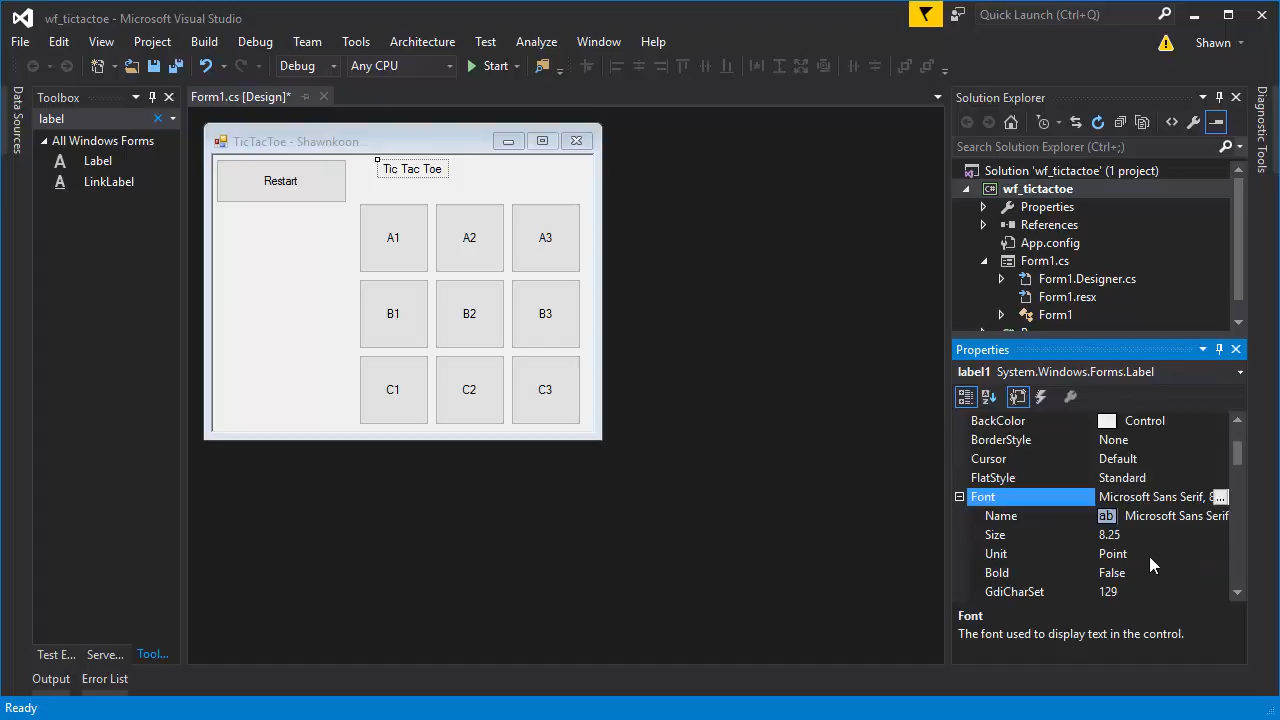 wf_tictactoe - Microsoft Visual Studio
Quick Launch (Ctrl+Q)
File Edit View Project Build Debug Team Tools Architecture Test Analyze Window Help
Shawn
Debug Any CPU Start
Data Sources
Toolbox
label
All Windows Forms
A Label
A LinkLabel
Form1.cs [Design]*
TicTacToe - Shawnkoon...
Restart
Tic Tac Toe
A1 A2 A3
B1 B2 B3
C1 C2 C3
Solution Explorer
Search Solution Explorer (Ctrl+;)
Solution 'wf_tictactoe' (1 project)
C# wf_tictactoe
Properties
References
App.config
Form1.cs
Form1.Designer.cs
Form1.resx
Form1
Diagnostic Tools
Properties
label1 System.Windows.Forms.Label
BackColor Control
BorderStyle None
Cursor Default
FlatStyle Standard
Font Microsoft Sans Serif, 8 ...
Name ab Microsoft Sans Serif
Size 8.25
Unit Point
Bold False
GdiCharSet 129
Font
The font used to display text in the control.
Test E... Serve... Tool...
Output Error List
Ready